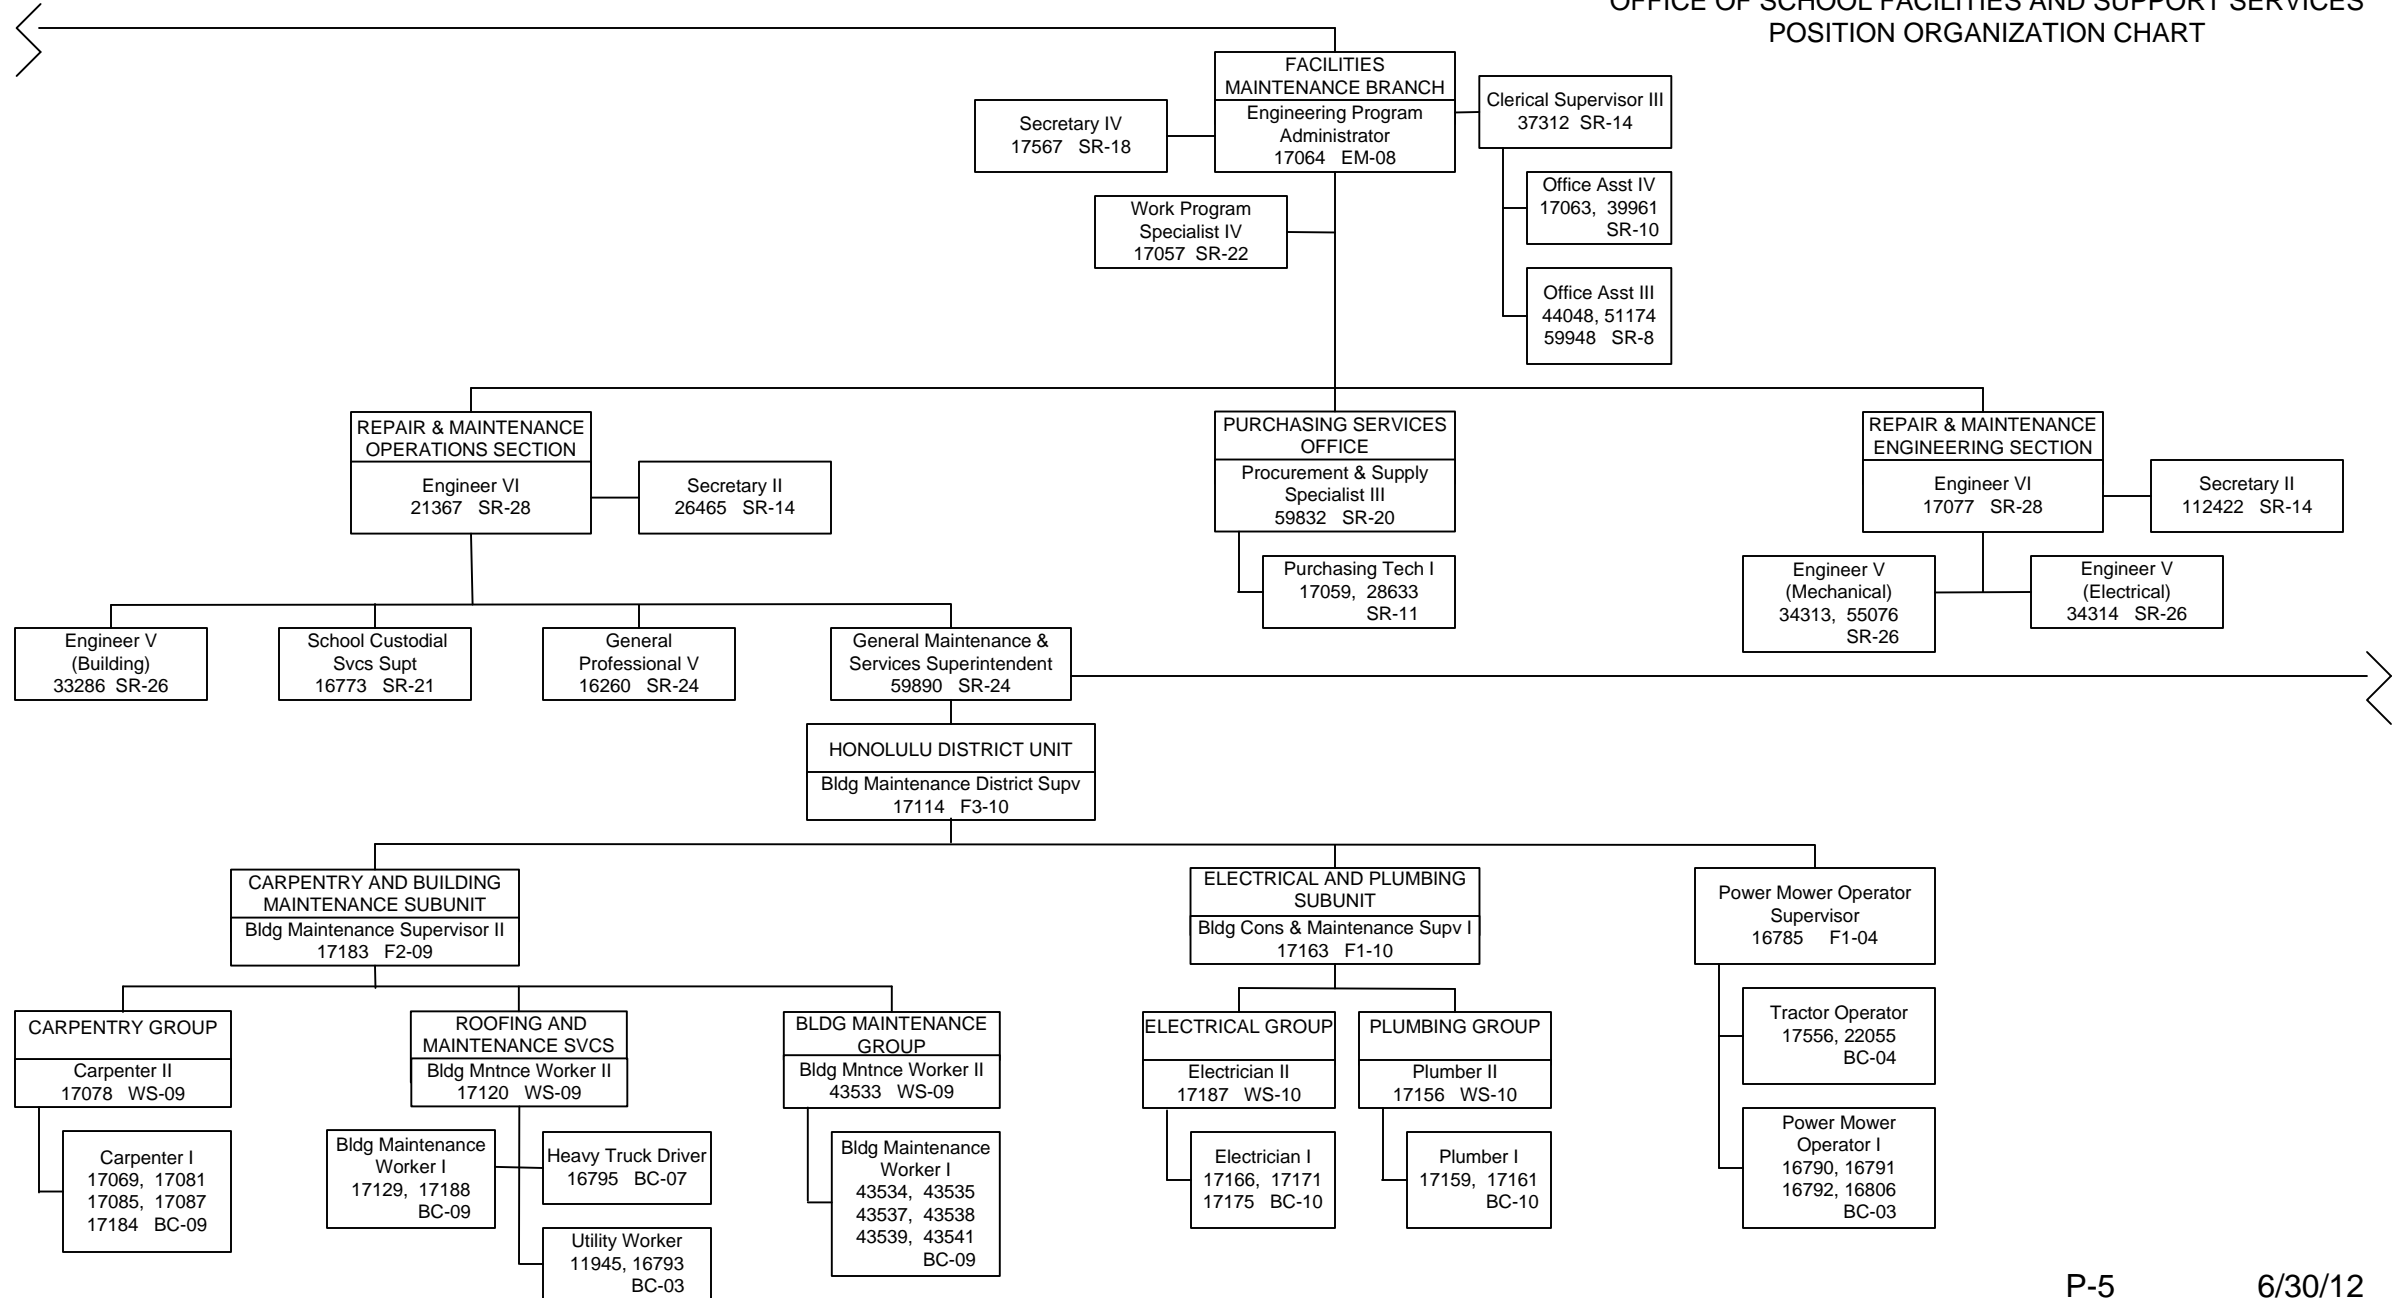 OFFICE OF SCHOOL FACILITIES AND SUPPORT SERVICES
POSITION ORGANIZATION CHART
FACILITIES
MAINTENANCE BRANCH
Engineering Program
Administrator
17064 EM-08
Secretary IV
17567 SR-18
Clerical Supervisor III
37312 SR-14
Office Asst IV
17063, 39961
SR-10
Work Program
Specialist IV
17057 SR-22
Office Asst III
44048, 51174
59948 SR-8
REPAIR & MAINTENANCE
OPERATIONS SECTION
Engineer VI
21367 SR-28
Secretary II
26465 SR-14
PURCHASING SERVICES
OFFICE
Procurement & Supply
Specialist III
59832 SR-20
Purchasing Tech I
17059, 28633
SR-11
REPAIR & MAINTENANCE
ENGINEERING SECTION
Engineer VI
17077 SR-28
Secretary II
112422 SR-14
Engineer V
(Mechanical)
34313, 55076
SR-26
Engineer V
(Electrical)
34314 SR-26
Engineer V
(Building)
33286 SR-26
School Custodial
Svcs Supt
16773 SR-21
General
Professional V
16260 SR-24
General Maintenance &
Services Superintendent
59890 SR-24
HONOLULU DISTRICT UNIT
Bldg Maintenance District Supv
17114 F3-10
CARPENTRY AND BUILDING
MAINTENANCE SUBUNIT
Bldg Maintenance Supervisor II
17183 F2-09
ELECTRICAL AND PLUMBING
SUBUNIT
Bldg Cons & Maintenance Supv I
17163 F1-10
Power Mower Operator
Supervisor
16785 F1-04
CARPENTRY GROUP
Carpenter II
17078 WS-09
Carpenter I
17069, 17081
17085, 17087
17184 BC-09
ROOFING AND
MAINTENANCE SVCS
Bldg Mntnce Worker II
17120 WS-09
Bldg Maintenance
Worker I
17129, 17188
BC-09
Heavy Truck Driver
16795 BC-07
Utility Worker
11945, 16793
BC-03
BLDG MAINTENANCE
GROUP
Bldg Mntnce Worker II
43533 WS-09
Bldg Maintenance
Worker I
43534, 43535
43537, 43538
43539, 43541
BC-09
ELECTRICAL GROUP
Electrician II
17187 WS-10
Electrician I
17166, 17171
17175 BC-10
PLUMBING GROUP
Plumber II
17156 WS-10
Plumber I
17159, 17161
BC-10
Tractor Operator
17556, 22055
BC-04
Power Mower
Operator I
16790, 16791
16792, 16806
BC-03
P-5 6/30/12